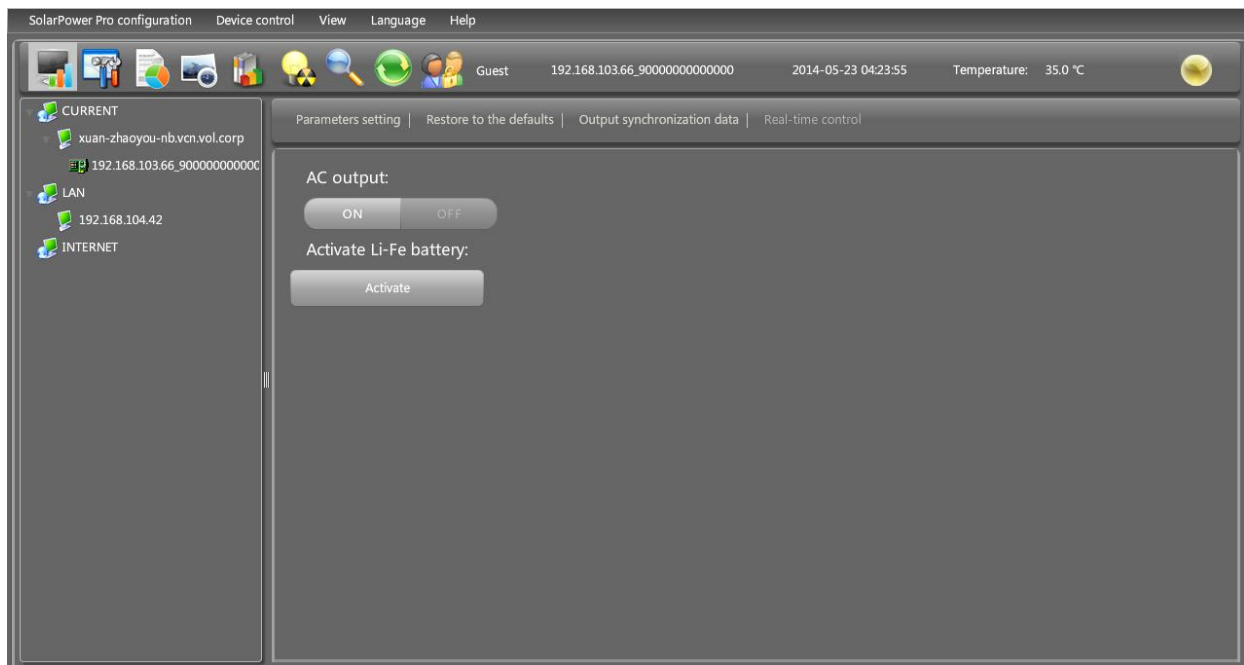 SolarPower Pro configuration Device control View Language Help
Guest 192.168.103.66_90000000000000 2014-05-23 04:23:55 Temperature: 35.0 ℃
CURRENT
xuan-zhaoyou-nb.vcn.vol.corp
192.168.103.66_900000000000
LAN
192.168.104.42
INTERNET
Parameters setting | Restore to the defaults | Output synchronization data | Real-time control
AC output:
ON OFF
Activate Li-Fe battery:
Activate